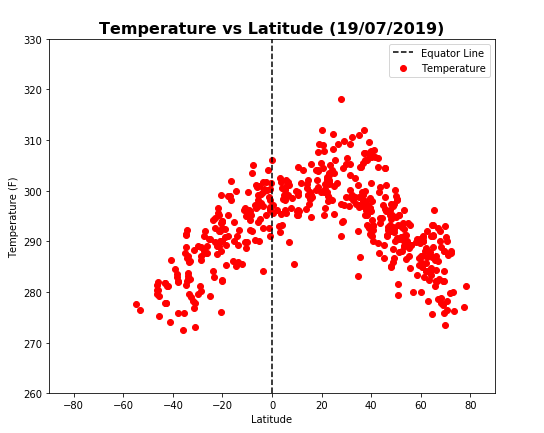 Temperature vs Latitude (19/07/2019)
330
320
310
300
290
280
270
260
Temperature (F)
Equator Line
Temperature
−80 −60 −40 −20 0 20 40 60 80
Latitude